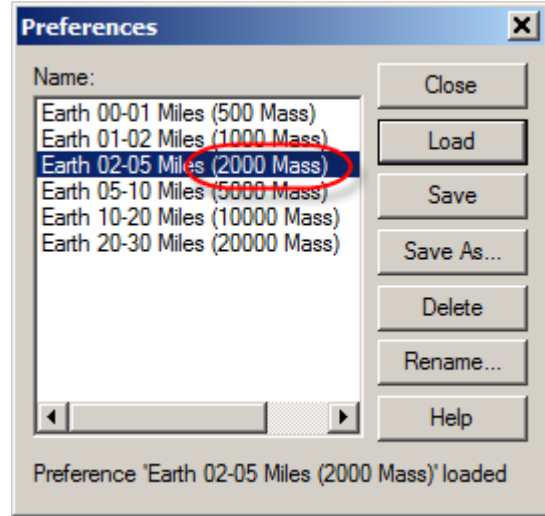 Preferences
Name:
Earth 00-01 Miles (500 Mass)
Earth 01-02 Miles (1000 Mass)
Earth 02-05 Miles (2000 Mass)
Earth 05-10 Miles (5000 Mass)
Earth 10-20 Miles (10000 Mass)
Earth 20-30 Miles (20000 Mass)
Close
Load
Save
Save As...
Delete
Rename...
Help
Preference 'Earth 02-05 Miles (2000 Mass)' loaded